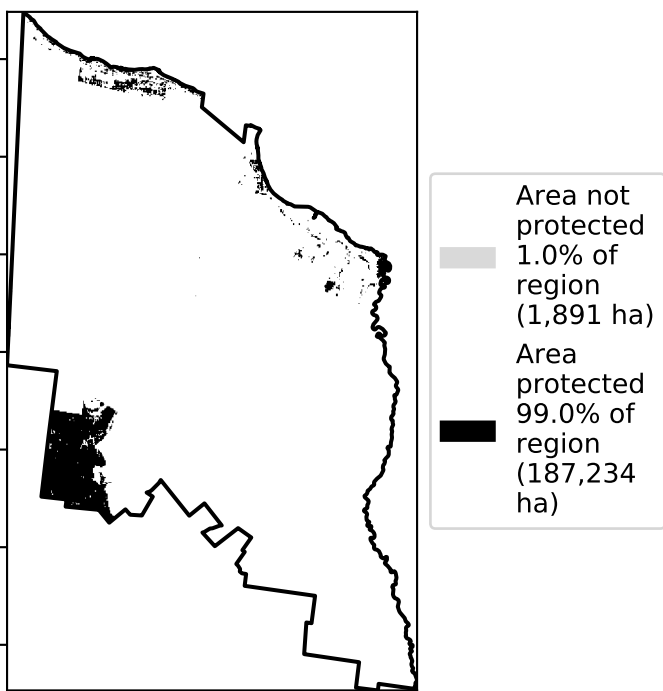 Area not
protected
1.0% of
region
(1,891 ha)
Area
protected
99.0% of
region
(187,234
ha)